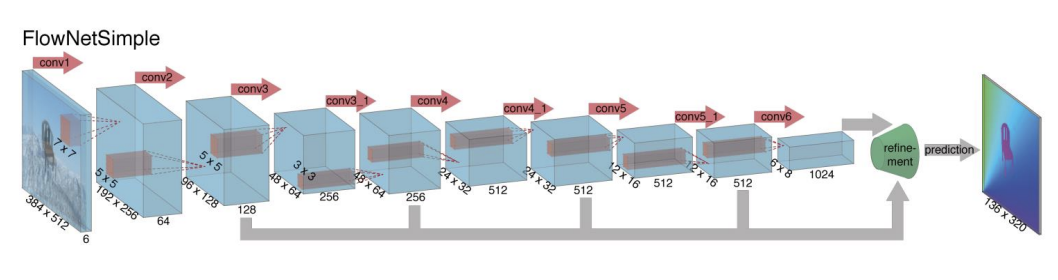 FlowNetSimple
conv1
conv2
conv3
conv3_1
conv4
conv4_1
conv5
conv5_1
conv6
7 x 7
5 x 5
5 x 5
3 x 3
384 x 512
192 x 256
96 x 128
48 x 64
48 x 64
24 x 32
24 x 32
12 x 16
12 x 16
6 x 8
6
64
128
256
256
512
512
512
512
1024
refine-
ment
prediction
136 x 320